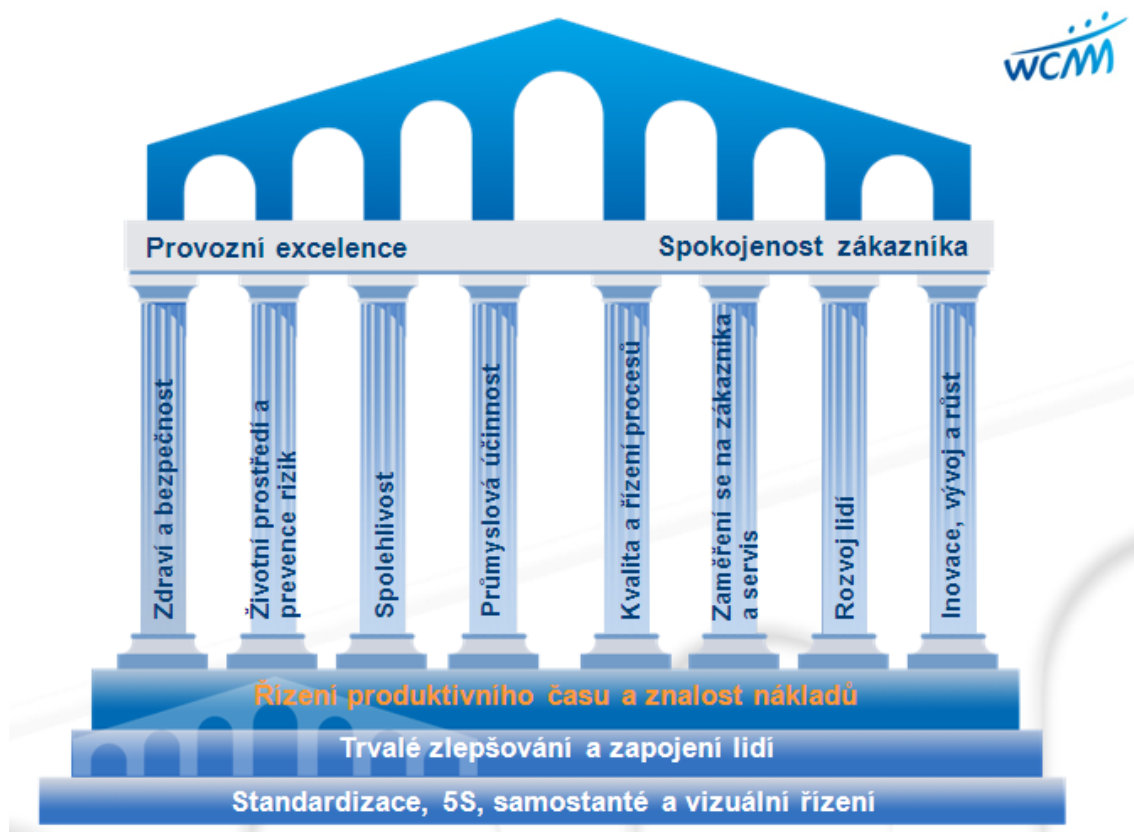 WCM
Provozní excelence
Spokojenost zákazníka
Zdraví a bezpečnost
Životní prostředí a
prevence rizik
Spolehlivost
Průmyslová účinnost
Kvalita a řízení procesů
Zaměření se na zákazníka
a servis
Rozvoj lidí
Inovace, vývoj a růst
Řízení produktivního času a znalost nákladů
Trvalé zlepšování a zapojení lidí
Standardizace, 5S, samostanté a vizuální řízení